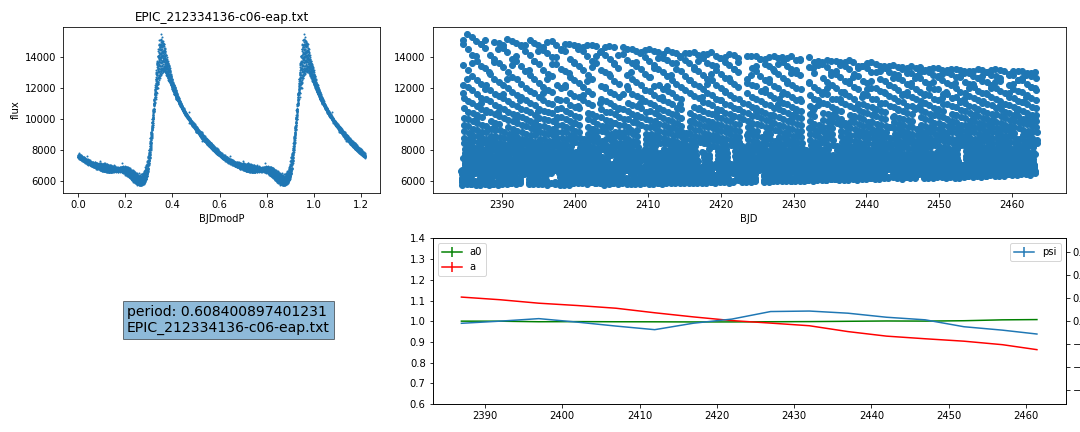 EPIC_212334136-c06-eap.txt
flux
14000
12000
10000
8000
6000
0.0 0.2 0.4 0.6 0.8 1.0 1.2
BJDmodP
14000
12000
10000
8000
6000
2390 2400 2410 2420 2430 2440 2450 2460
BJD
period: 0.608400897401231
EPIC_212334136-c06-eap.txt
1.4
1.3
1.2
1.1
1.0
0.9
0.8
0.7
0.6
a0
a
psi
2390 2400 2410 2420 2430 2440 2450 2460